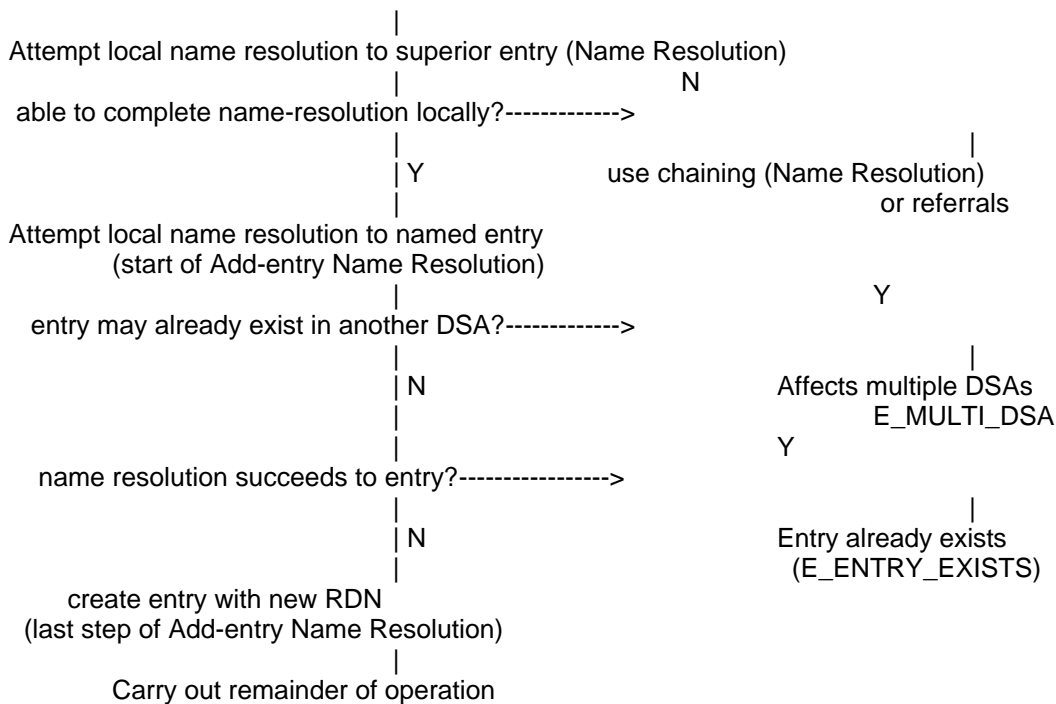 |
Attempt local name resolution to superior entry (Name Resolution)
| N
able to complete name-resolution locally?------------->
| |
| Y use chaining (Name Resolution)
| or referrals
Attempt local name resolution to named entry
(start of Add-entry Name Resolution)
| Y
entry may already exist in another DSA?------------->
| |
| N Affects multiple DSAs
| E_MULTI_DSA
| Y
name resolution succeeds to entry?----------------->
| |
| N Entry already exists
| (E_ENTRY_EXISTS)
create entry with new RDN
(last step of Add-entry Name Resolution)
|
Carry out remainder of operation